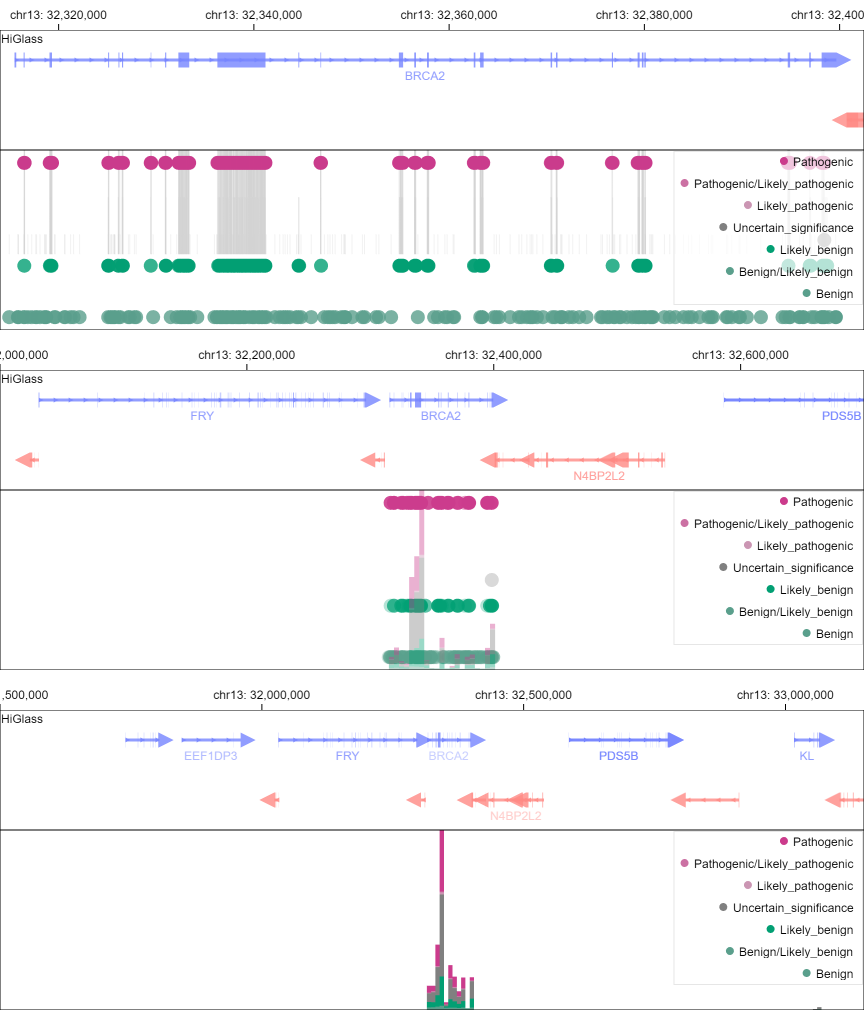 chr13: 32,320,000 chr13: 32,340,000 chr13: 32,360,000 chr13: 32,380,000 chr13: 32,400
HiGlass
BRCA2
Pathogenic
Pathogenic/Likely_pathogenic
Likely_pathogenic
Uncertain_significance
Likely_benign
Benign/Likely_benign
Benign
:,000,000 chr13: 32,200,000 chr13: 32,400,000 chr13: 32,600,000
HiGlass
FRY BRCA2 PDS5B
N4BP2L2
Pathogenic
Pathogenic/Likely_pathogenic
Likely_pathogenic
Uncertain_significance
Likely_benign
Benign/Likely_benign
Benign
,500,000 chr13: 32,000,000 chr13: 32,500,000 chr13: 33,000,000
HiGlass
EEF1DP3 FRY BRCA2 PDS5B KL
N4BP2L2
Pathogenic
Pathogenic/Likely_pathogenic
Likely_pathogenic
Uncertain_significance
Likely_benign
Benign/Likely_benign
Benign